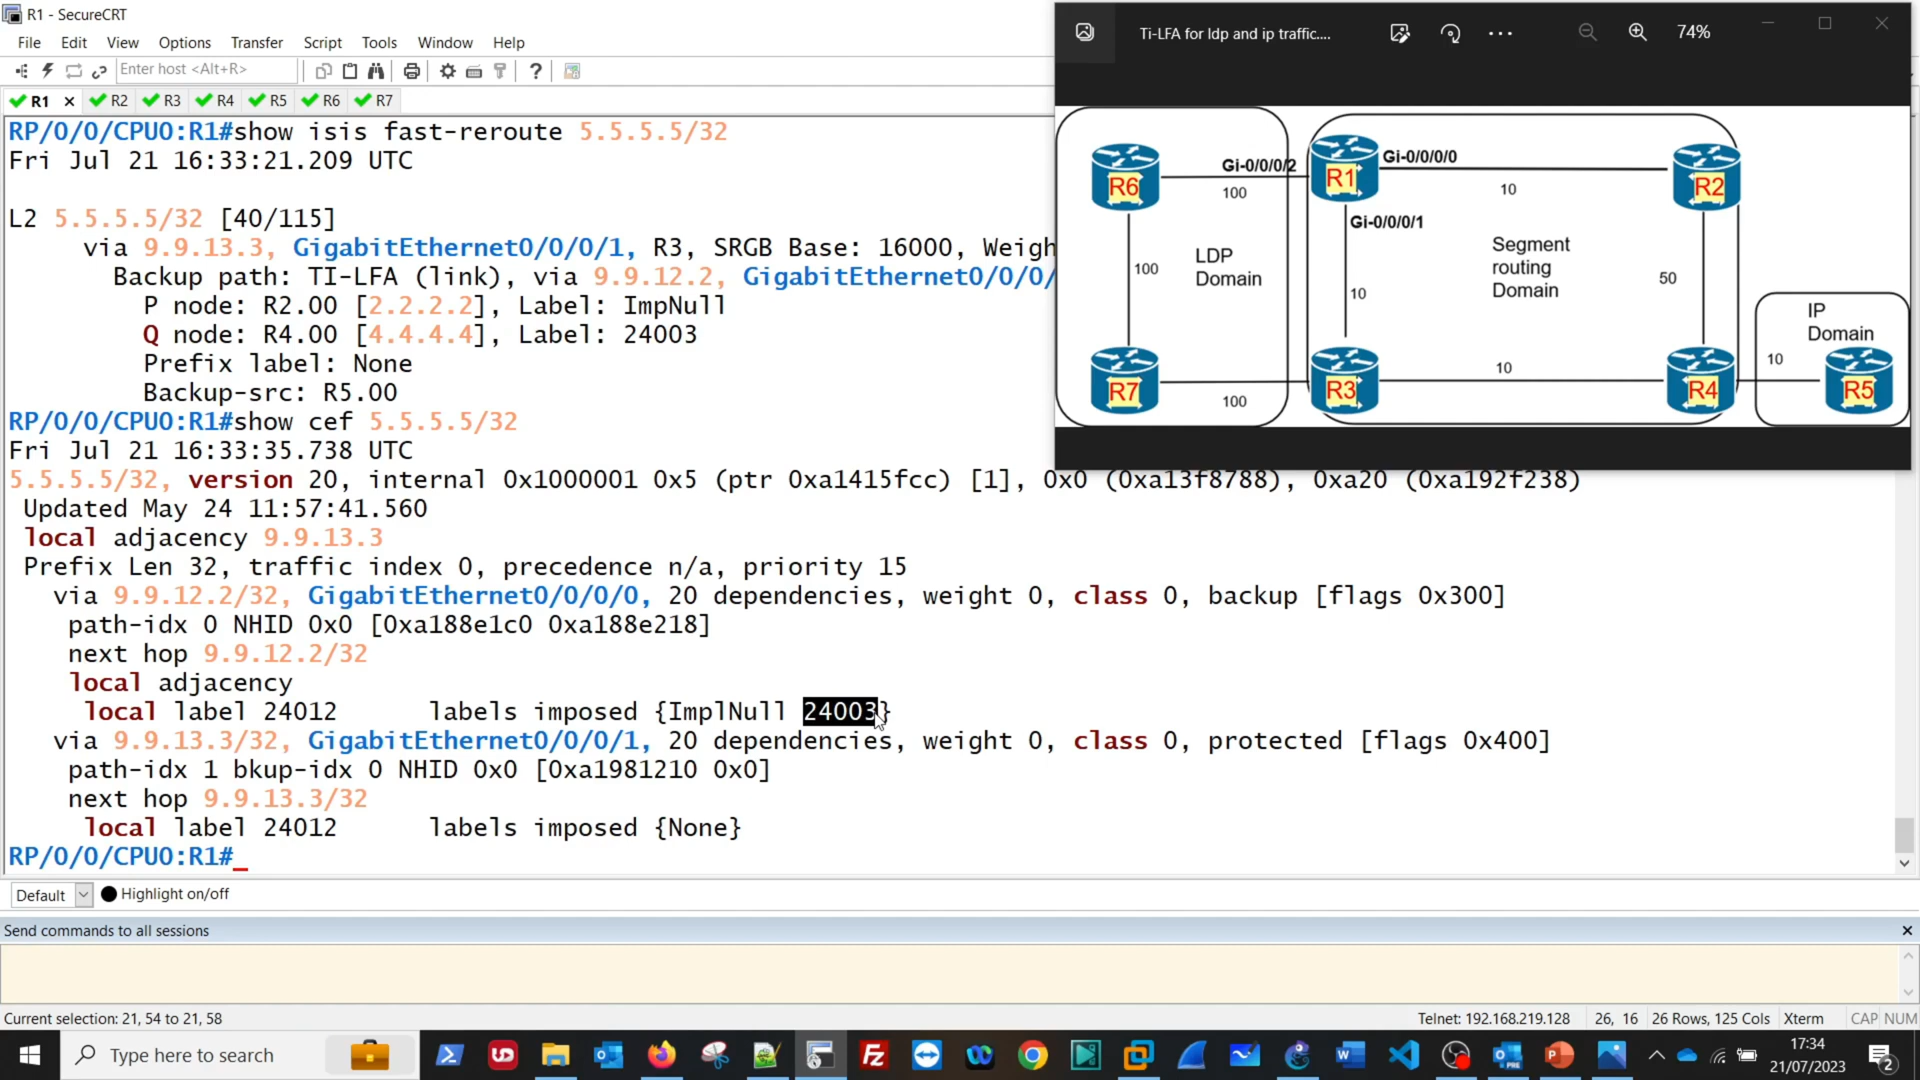 R1 - SecureCRT
File Edit View Options Transfer Script Tools Window Help
Enter host <Alt+R>
R1 R2 R3 R4 R5 R6 R7
RP/0/0/CPU0:R1#show isis fast-reroute 5.5.5.5/32
Fri Jul 21 16:33:21.209 UTC
L2 5.5.5.5/32 [40/115]
via 9.9.13.3, GigabitEthernet0/0/0/1, R3, SRGB Base: 16000, Weigh
Backup path: TI-LFA (link), via 9.9.12.2, GigabitEthernet0/0/0/
P node: R2.00 [2.2.2.2], Label: ImpNull
Q node: R4.00 [4.4.4.4], Label: 24003
Prefix label: None
Backup-src: R5.00
RP/0/0/CPU0:R1#show cef 5.5.5.5/32
Fri Jul 21 16:33:35.738 UTC
5.5.5.5/32, version 20, internal 0x1000001 0x5 (ptr 0xa1415fcc) [1], 0x0 (0xa13f8788), 0xa20 (0xa192f238)
Updated May 24 11:57:41.560
local adjacency 9.9.13.3
Prefix Len 32, traffic index 0, precedence n/a, priority 15
via 9.9.12.2/32, GigabitEthernet0/0/0/0, 20 dependencies, weight 0, class 0, backup [flags 0x300]
path-idx 0 NHID 0x0 [0xa188e1c0 0xa188e218]
next hop 9.9.12.2/32
local adjacency
local label 24012 labels imposed {ImplNull 24003}
via 9.9.13.3/32, GigabitEthernet0/0/0/1, 20 dependencies, weight 0, class 0, protected [flags 0x400]
path-idx 1 bkup-idx 0 NHID 0x0 [0xa1981210 0x0]
next hop 9.9.13.3/32
local label 24012 labels imposed {None}
RP/0/0/CPU0:R1#
Ti-LFA for ldp and ip traffic....
74%
R6 Gi-0/0/0/2 R1 Gi-0/0/0/0 R2
100 10
Gi-0/0/0/1
LDP
Domain
100
Segment
routing
Domain
10
50
IP
Domain
R7 100 R3 10 R4 10 R5
Default Highlight on/off
Send commands to all sessions
Current selection: 21, 54 to 21, 58
Telnet: 192.168.219.128 26, 16 26 Rows, 125 Cols Xterm CAP NUM
Type here to search
17:34
21/07/2023
2